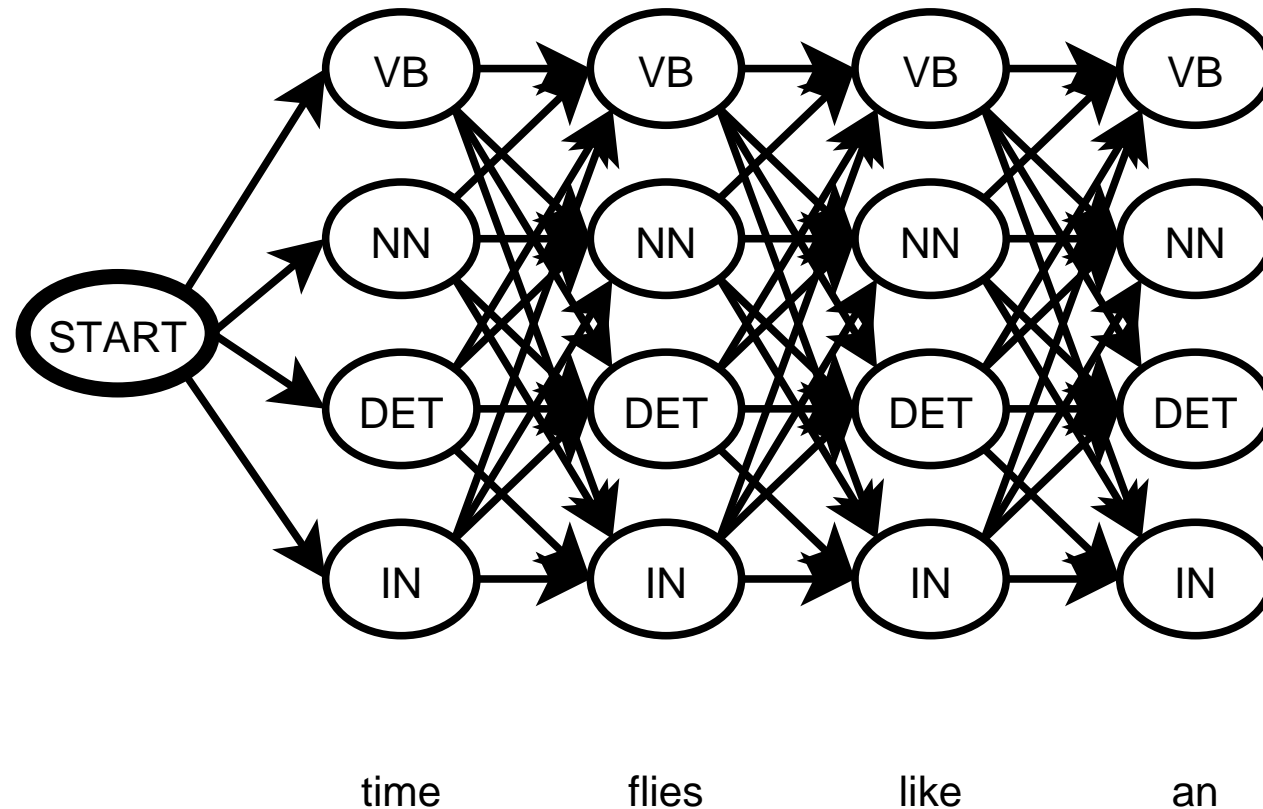 VB VB VB VB
NN NN NN NN
START
DET DET DET DET
IN IN IN IN
time flies like an